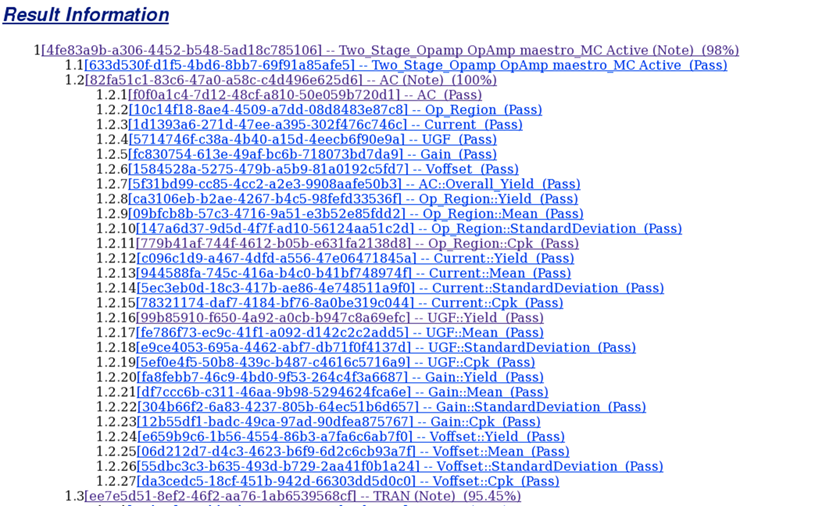 Result Information
1[4fe83a9b-a306-4452-b548-5ad18c785106] -- Two_Stage_Opamp OpAmp maestro_MC Active (Note)  (98%)
1.1[633d530f-d1f5-4bd6-8bb7-69f91a85afe5] -- Two_Stage_Opamp OpAmp maestro_MC Active  (Pass)
1.2[82fa51c1-83c6-47a0-a58c-c4d496e625d6] -- AC (Note)  (100%)
1.2.1[f0f0a1c4-7d12-48cf-a810-50e059b720d1] -- AC  (Pass)
1.2.2[10c14f18-8ae4-4509-a7dd-08d8483e87c8] -- Op_Region  (Pass)
1.2.3[1d1393a6-271d-47ee-a395-302f476c746c] -- Current  (Pass)
1.2.4[5714746f-c38a-4b40-a15d-4eecb6f90e9a] -- UGF  (Pass)
1.2.5[fc830754-613e-49af-bc6b-718073bd7da9] -- Gain  (Pass)
1.2.6[1584528a-5275-479b-a5b9-81a0192c5fd7] -- Voffset  (Pass)
1.2.7[5f31bd99-cc85-4cc2-a2e3-9908aafe50b3] -- AC::Overall_Yield  (Pass)
1.2.8[ca3106eb-b2ae-4267-b4c5-98fefd33536f] -- Op_Region::Yield  (Pass)
1.2.9[09bfcb8b-57c3-4716-9a51-e3b52e85fdd2] -- Op_Region::Mean  (Pass)
1.2.10[147a6d37-9d5d-4f7f-ad10-56124aa51c2d] -- Op_Region::StandardDeviation  (Pass)
1.2.11[779b41af-744f-4612-b05b-e631fa2138d8] -- Op_Region::Cpk  (Pass)
1.2.12[c096c1d9-a467-4dfd-a556-47e06471845a] -- Current::Yield  (Pass)
1.2.13[944588fa-745c-416a-b4c0-b41bf748974f] -- Current::Mean  (Pass)
1.2.14[5ec3eb0d-18c3-417b-ae86-4e748511a9f0] -- Current::StandardDeviation  (Pass)
1.2.15[78321174-daf7-4184-bf76-8a0be319c044] -- Current::Cpk  (Pass)
1.2.16[99b85910-f650-4a92-a0cb-b947c8a69efc] -- UGF::Yield  (Pass)
1.2.17[fe786f73-ec9c-41f1-a092-d142c2c2add5] -- UGF::Mean  (Pass)
1.2.18[e9ce4053-695a-4462-abf7-db71f0f4137d] -- UGF::StandardDeviation  (Pass)
1.2.19[5ef0e4f5-50b8-439c-b487-c4616c5716a9] -- UGF::Cpk  (Pass)
1.2.20[fa8febb7-46c9-4bd0-9f53-264c4f3a6687] -- Gain::Yield  (Pass)
1.2.21[df7ccc6b-c311-46aa-9b98-5294624fca6e] -- Gain::Mean  (Pass)
1.2.22[304b66f2-6a83-4237-805b-64ec51b6d657] -- Gain::StandardDeviation  (Pass)
1.2.23[12b55df1-badc-49ca-97ad-90dfea875767] -- Gain::Cpk  (Pass)
1.2.24[e659b9c6-1b56-4554-86b3-a7fa6c6ab7f0] -- Voffset::Yield  (Pass)
1.2.25[06d212d7-d4c3-4623-b6f9-6d2c6cb93a7f] -- Voffset::Mean  (Pass)
1.2.26[55dbc3c3-b635-493d-b729-2aa41f0b1a24] -- Voffset::StandardDeviation  (Pass)
1.2.27[da3cedc5-18cf-451b-942d-66303dd5d0d0] -- Voffset::Cpk  (Pass)
1.3[ee7e5d51-8ef2-46f2-aa76-1ab6539568cf] -- TRAN (Note)  (95.45%)